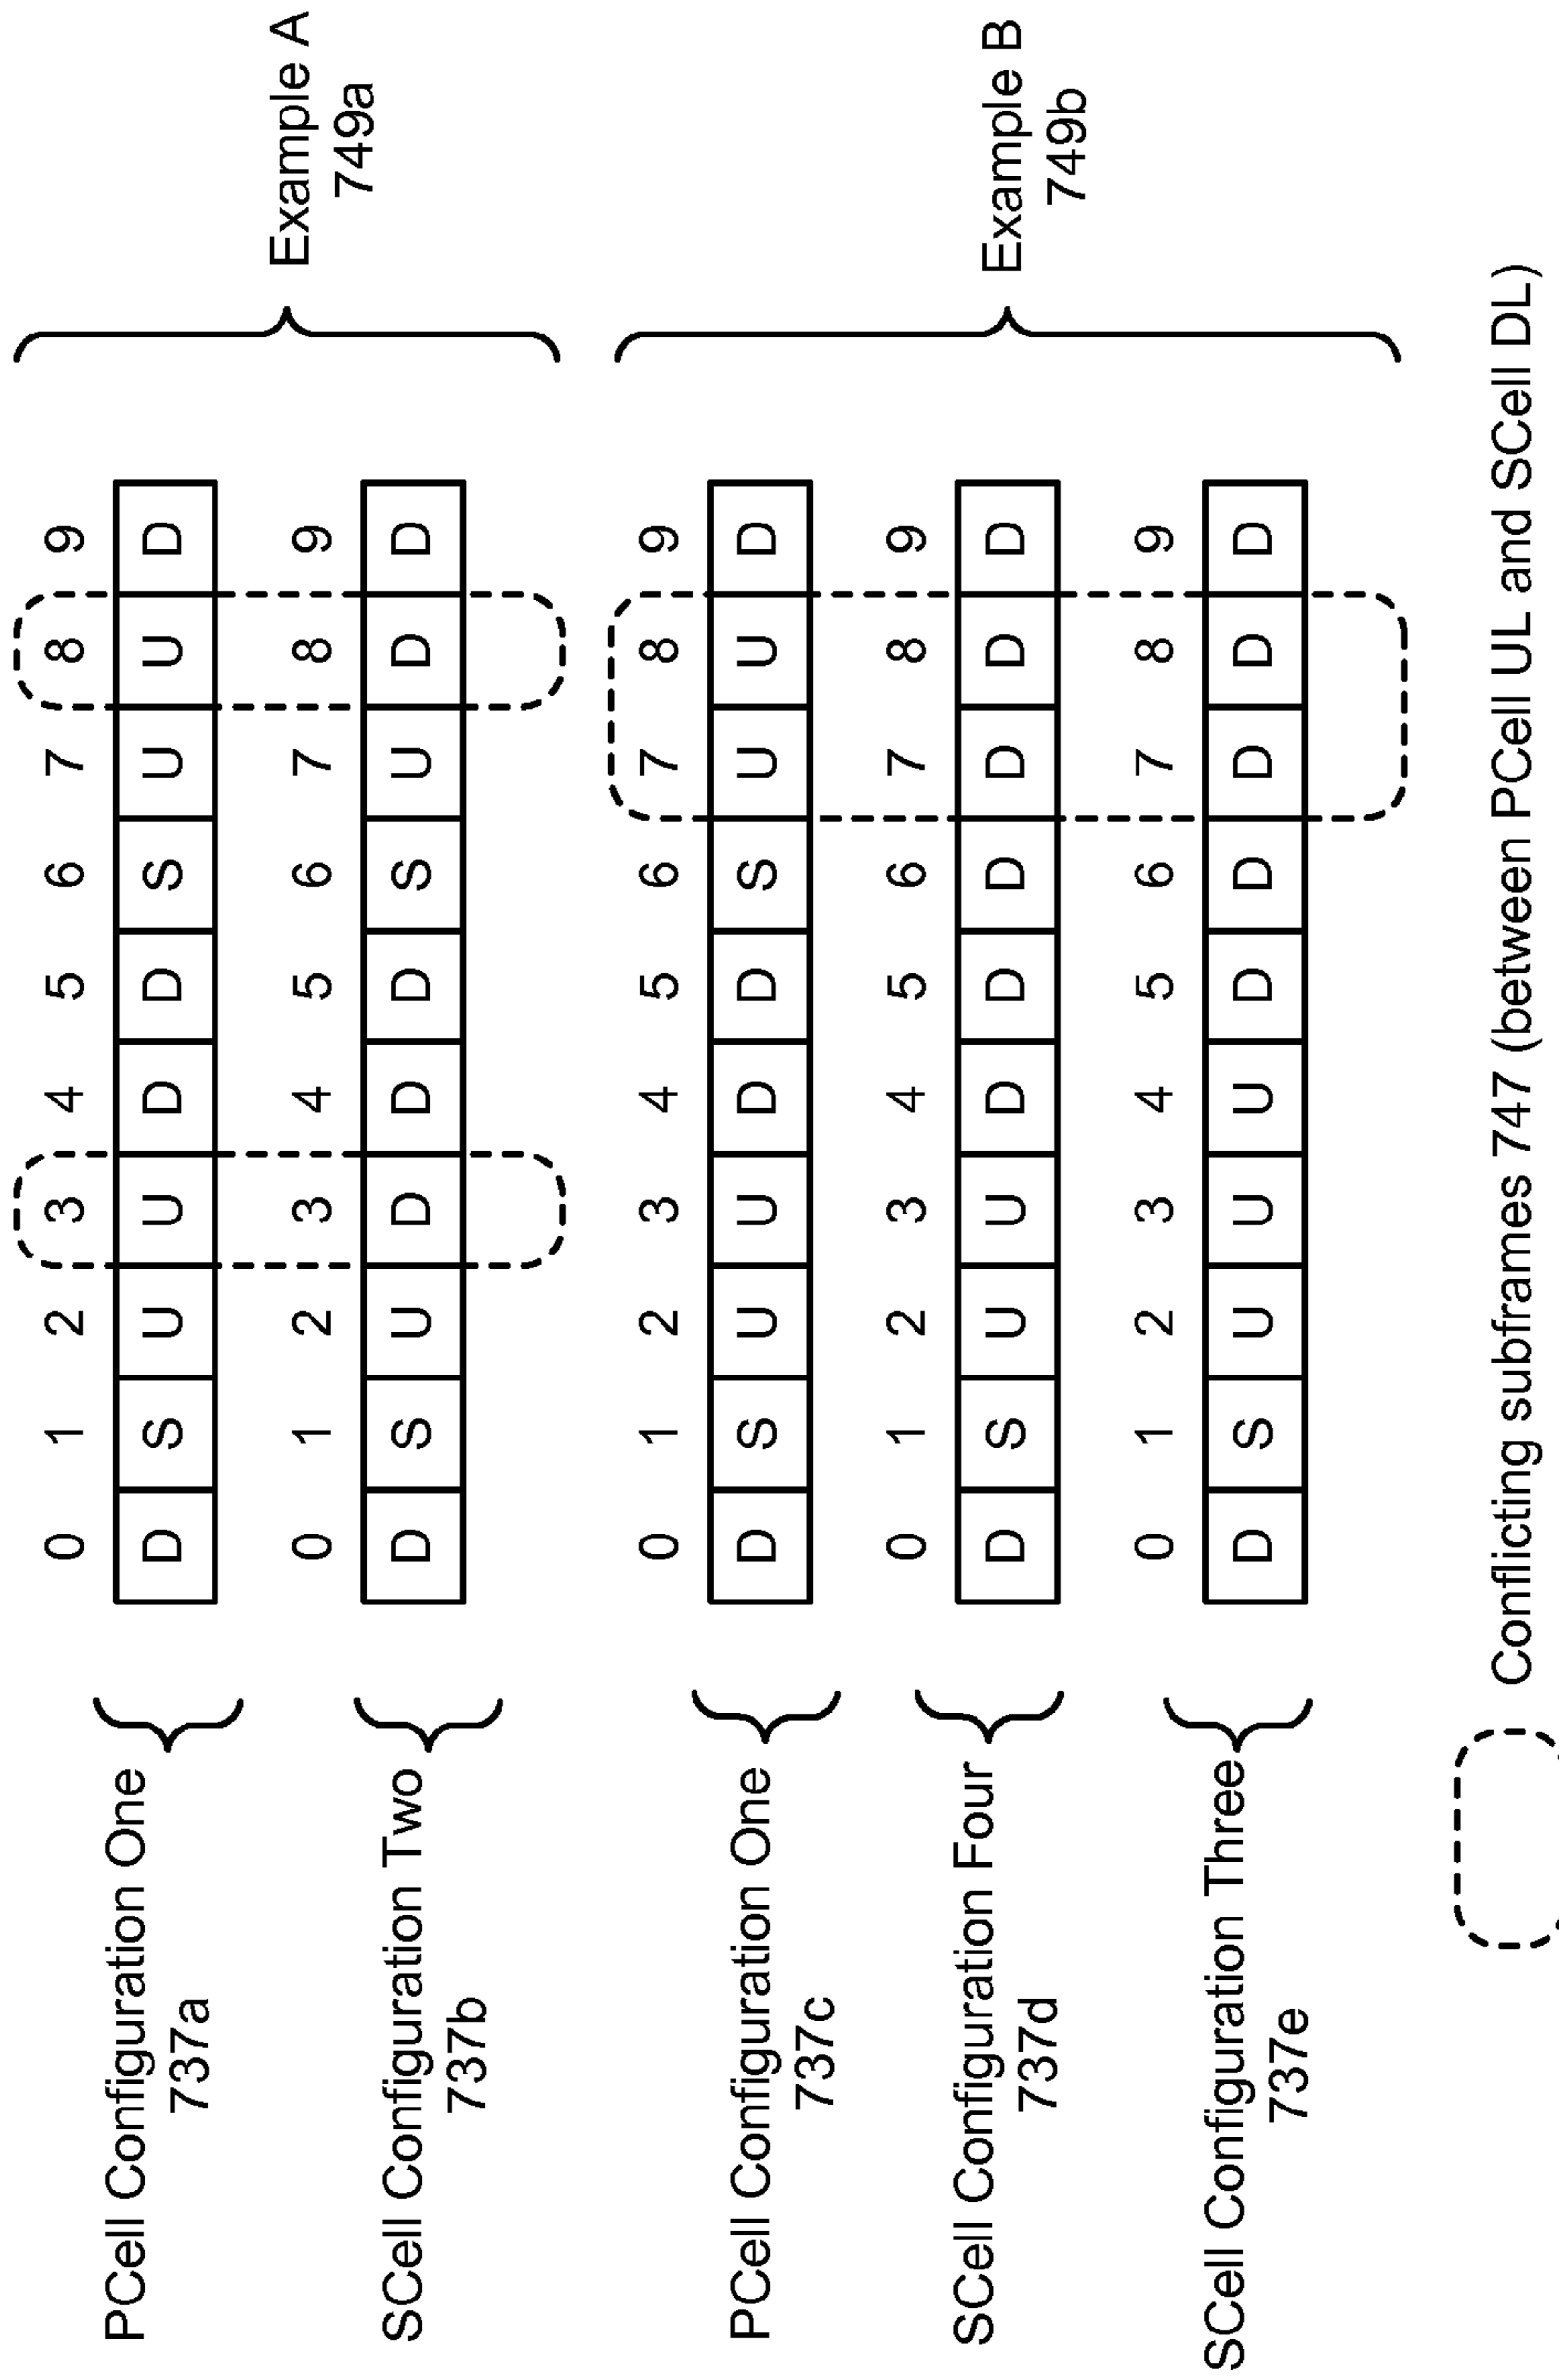 0 1 2 3 4 5 6 7 8 9
PCell Configuration One
737a
D S U U D D S U U D
Example A
749a
0 1 2 3 4 5 6 7 8 9
SCell Configuration Two
737b
D S U D D D S U D D
0 1 2 3 4 5 6 7 8 9
PCell Configuration One
737c
D S U U D D S U U D
0 1 2 3 4 5 6 7 8 9
SCell Configuration Four
737d
D S U U D D D D D D
Example B
749b
0 1 2 3 4 5 6 7 8 9
SCell Configuration Three
737e
D S U U U D D D D D
Conflicting subframes 747 (between PCell UL and SCell DL)